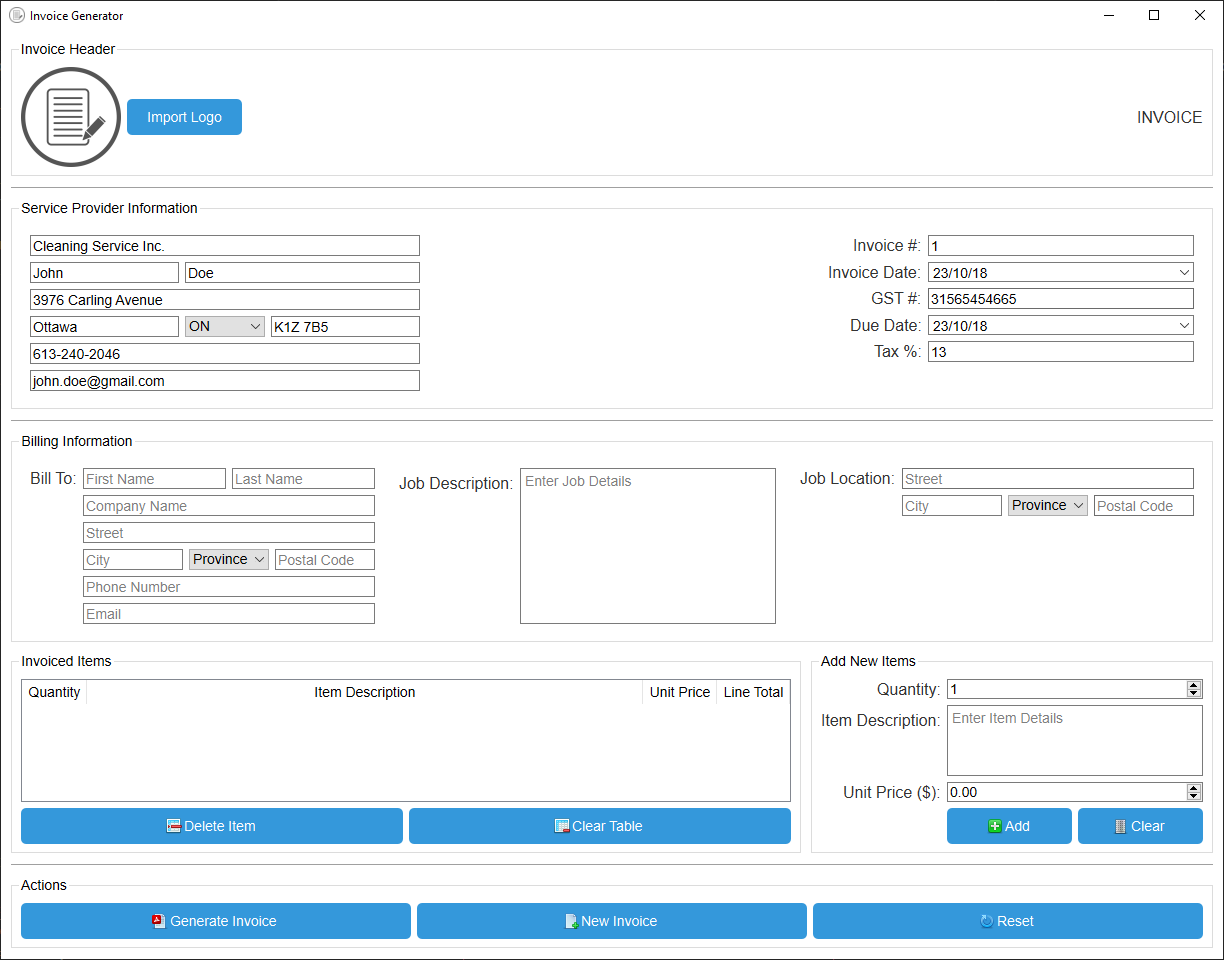 Invoice Generator
Invoice Header
Import Logo
INVOICE
Service Provider Information
Cleaning Service Inc.
John Doe
3976 Carling Avenue
Ottawa ON K1Z 7B5
613-240-2046
john.doe@gmail.com
Invoice #: 1
Invoice Date: 23/10/18
GST #: 31565454665
Due Date: 23/10/18
Tax %: 13
Billing Information
Bill To: First Name Last Name
Company Name
Street
City Province Postal Code
Phone Number
Email
Job Description: Enter Job Details
Job Location: Street
City Province Postal Code
Invoiced Items
Quantity Item Description Unit Price Line Total
Delete Item Clear Table
Add New Items
Quantity: 1
Item Description: Enter Item Details
Unit Price ($): 0.00
Add Clear
Actions
Generate Invoice New Invoice Reset